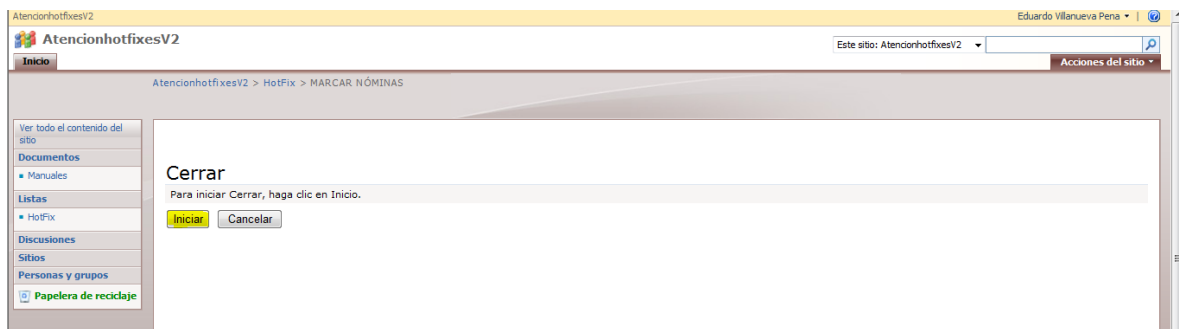 AtencionhotfixesV2
Eduardo Villanueva Pena
AtencionhotfixesV2
Este sitio: AtencionhotfixesV2
Inicio
Acciones del sitio
AtencionhotfixesV2 > HotFix > MARCAR NÓMINAS
Ver todo el contenido del
sitio
Documentos
Manuales
Listas
HotFix
Discusiones
Sitios
Personas y grupos
Papelera de reciclaje
Cerrar
Para iniciar Cerrar, haga clic en Inicio.
Iniciar Cancelar